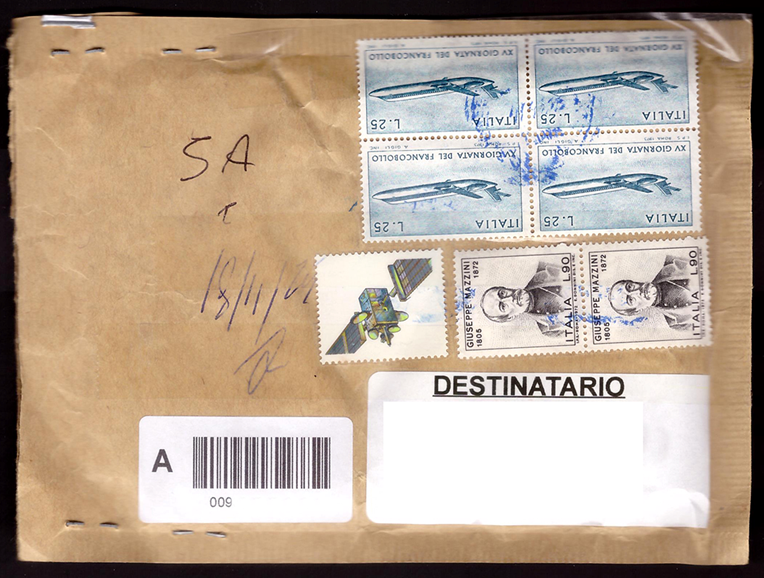 XV GIORNATA DEL FRANCOBOLLO
ITALIA L.25
XV GIORNATA DEL FRANCOBOLLO
ITALIA L.25
XV GIORNATA DEL FRANCOBOLLO
ITALIA L.25
XV GIORNATA DEL FRANCOBOLLO
ITALIA L.25
5A
GIUSEPPE MAZZINI
1805 1872
ITALIA L.90
GIUSEPPE MAZZINI
1805 1872
ITALIA L.90
DESTINATARIO
A
009